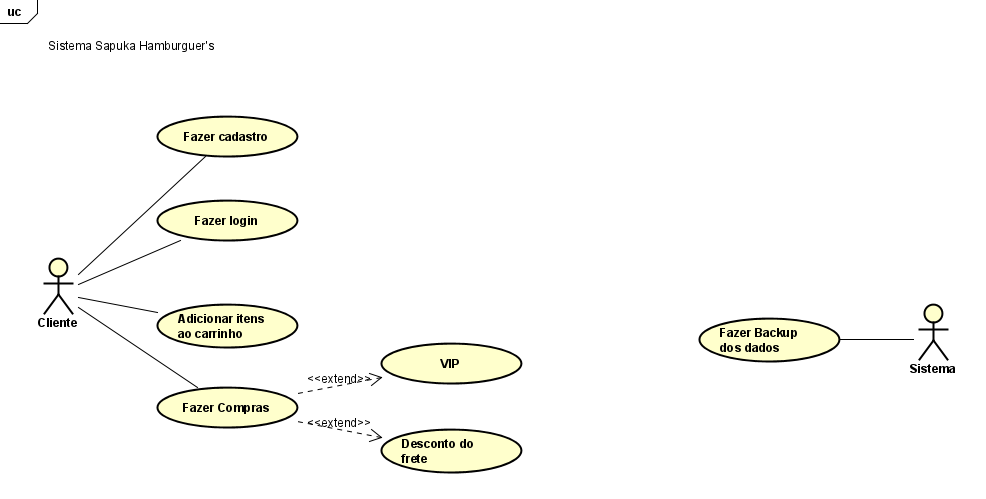 uc
Sistema Sapuka Hamburguer's
Fazer cadastro
Fazer login
Cliente
Adicionar itens
ao carrinho
Fazer Compras
<<extend>>
VIP
<<extend>>
Desconto do
frete
Fazer Backup
dos dados
Sistema